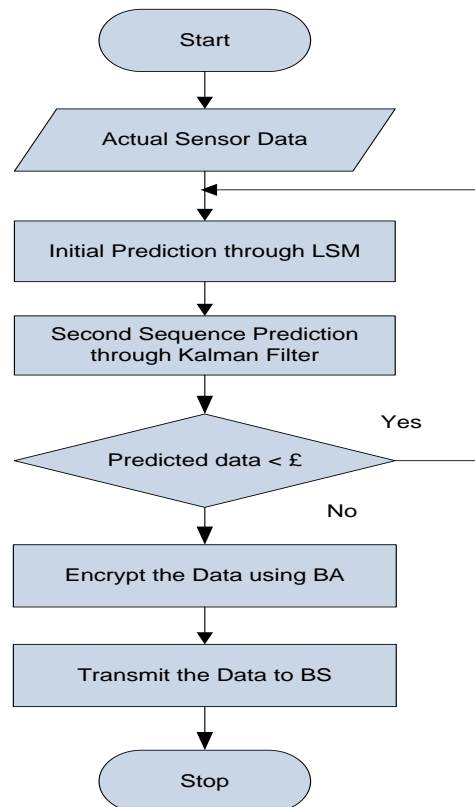 Start
Actual Sensor Data
Initial Prediction through LSM
Second Sequence Prediction
through Kalman Filter
Yes
Predicted data < £
No
Encrypt the Data using BA
Transmit the Data to BS
Stop